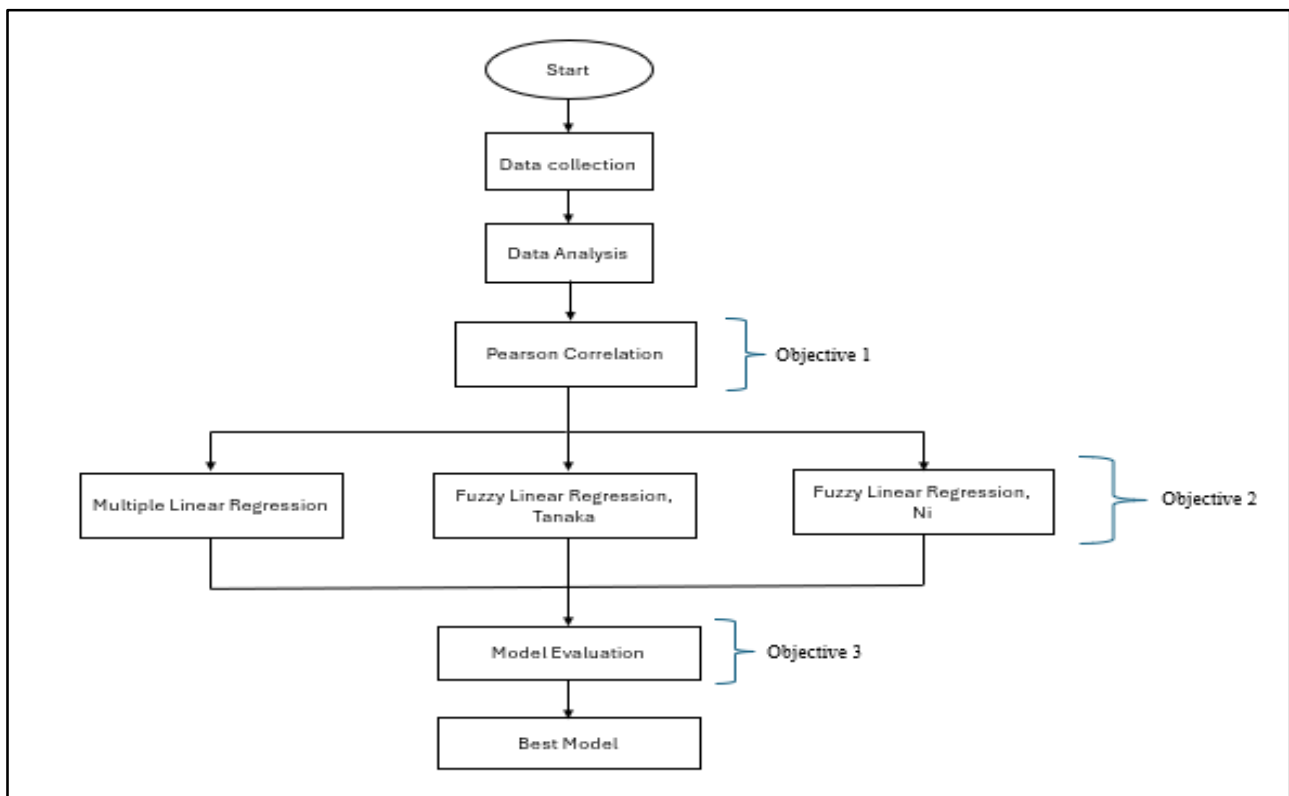 Start
Data collection
Data Analysis
Pearson Correlation
Objective 1
Multiple Linear Regression
Fuzzy Linear Regression,
Tanaka
Fuzzy Linear Regression,
Ni
Objective 2
Model Evaluation
Objective 3
Best Model